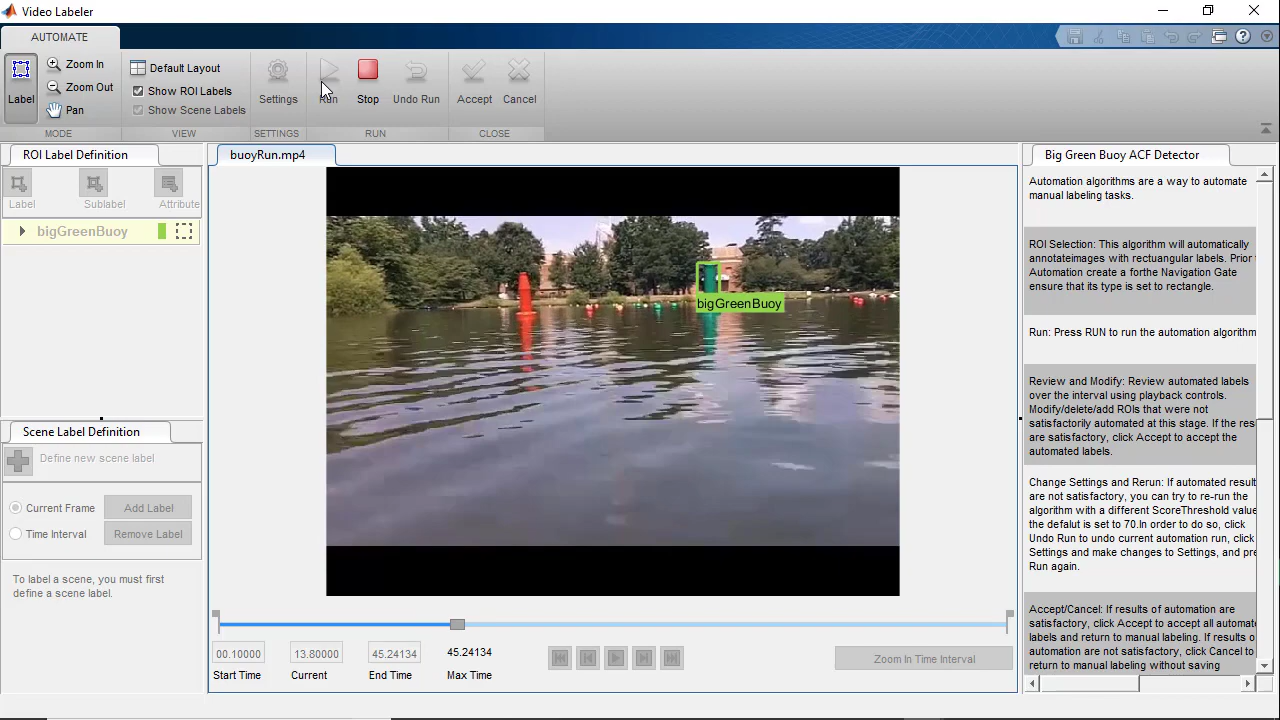 Video Labeler
AUTOMATE
Label
Zoom In
Zoom Out
Pan
MODE
Default Layout
Show ROI Labels
Show Scene Labels
VIEW
Settings
SETTINGS
Run
Stop
Undo Run
RUN
Accept
Cancel
CLOSE
ROI Label Definition
Label
Sublabel
Attribute
bigGreenBuoy
Scene Label Definition
Define new scene label
Current Frame
Add Label
Time Interval
Remove Label
To label a scene, you must first
define a scene label.
buoyRun.mp4
bigGreenBuoy
00.10000
13.80000
45.24134
45.24134
Start Time
Current
End Time
Max Time
Zoom In Time Interval
Big Green Buoy ACF Detector
Automation algorithms are a way to automate
manual labeling tasks.
ROI Selection: This algorithm will automatically
annotateimages with rectuangular labels. Prior
Automation create a forthe Navigation Gate
ensure that its type is set to rectangle.
Run: Press RUN to run the automation algorithm
Review and Modify: Review automated labels
over the interval using playback controls.
Modify/delete/add ROIs that were not
satisfactorily automated at this stage. If the res
are satisfactory, click Accept to accept the
automated labels.
Change Settings and Rerun: If automated result
are not satisfactory, you can try to re-run the
algorithm with a different ScoreThreshold value
the defalut is set to 70.In order to do so, click
Undo Run to undo current automation run, click
Settings and make changes to Settings, and pre
Run again.
Accept/Cancel: If results of automation are
satisfactory, click Accept to accept all automate
labels and return to manual labeling. If results o
automation are not satisfactory, click Cancel to
return to manual labeling without saving